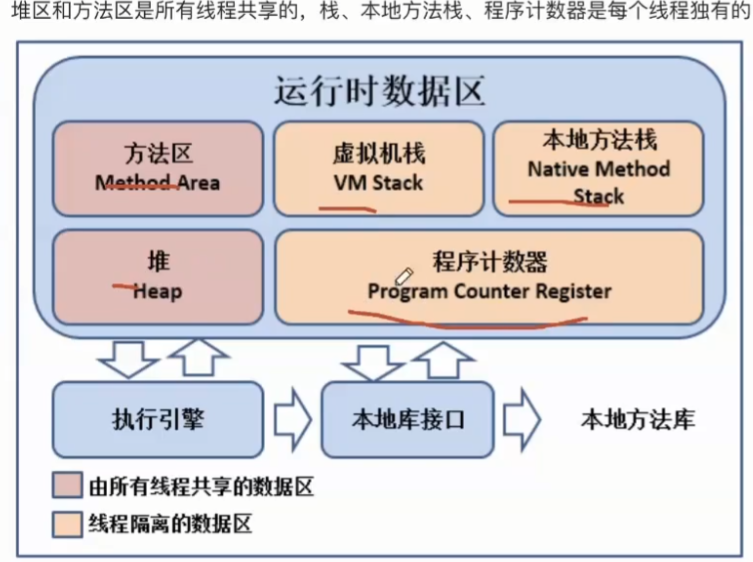 堆区和方法区是所有线程共享的，栈、本地方法栈、程序计数器是每个线程独有的
运行时数据区
方法区
Method Area
虚拟机栈
VM Stack
本地方法栈
Native Method
Stack
堆
Heap
程序计数器
Program Counter Register
执行引擎
本地库接口
本地方法库
由所有线程共享的数据区
线程隔离的数据区